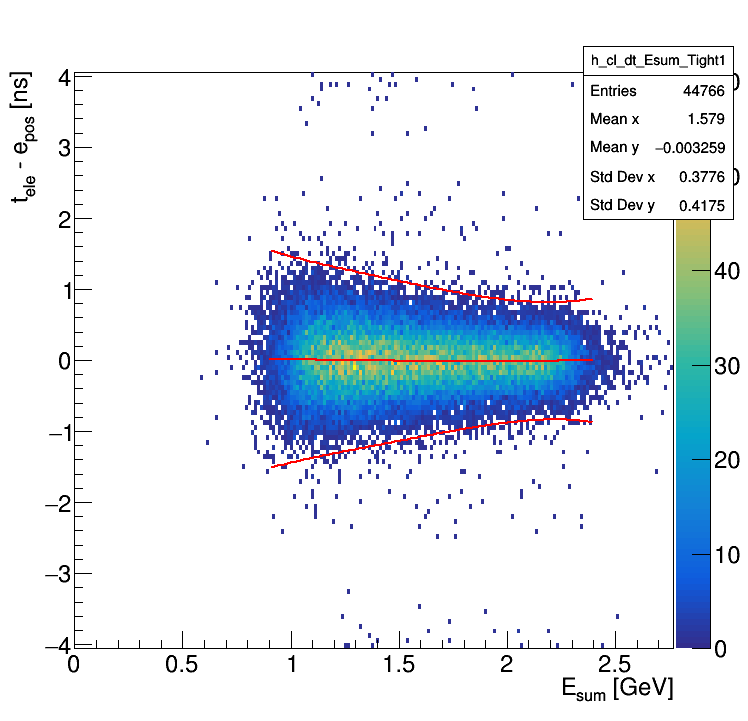 h_cl_dt_Esum_Tight1
Entries 44766
Mean x 1.579
Mean y −0.003259
Std Dev x 0.3776
Std Dev y 0.4175
t_ele - e_pos [ns]
4
3
2
1
0
−1
−2
−3
−4
0 0.5 1 1.5 2 2.5
E_sum [GeV]
40
30
20
10
0